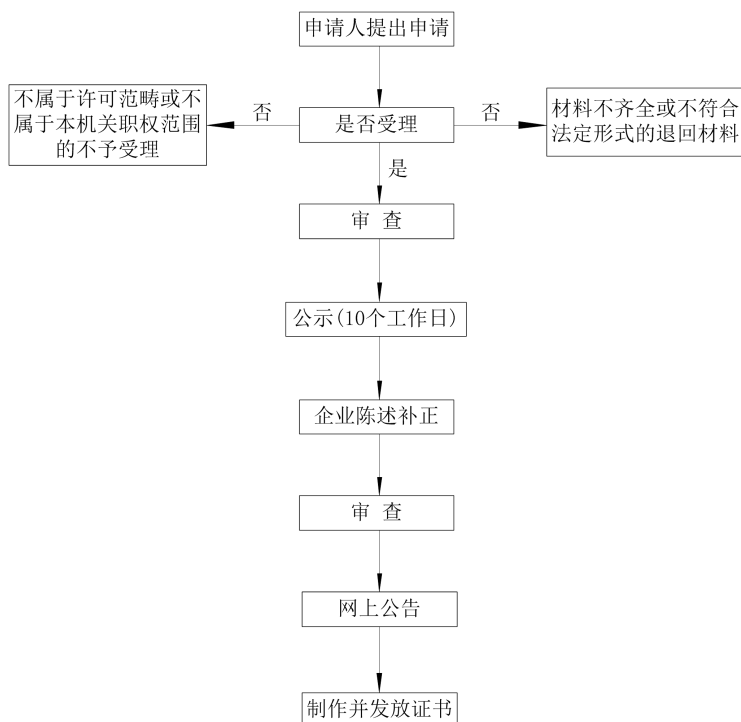 申请人提出申请
不属于许可范畴或不
属于本机关职权范围
的不予受理
否
是否受理
否
材料不齐全或不符合
法定形式的退回材料
是
审 查
公示(10个工作日)
企业陈述补正
审 查
网上公告
制作并发放证书